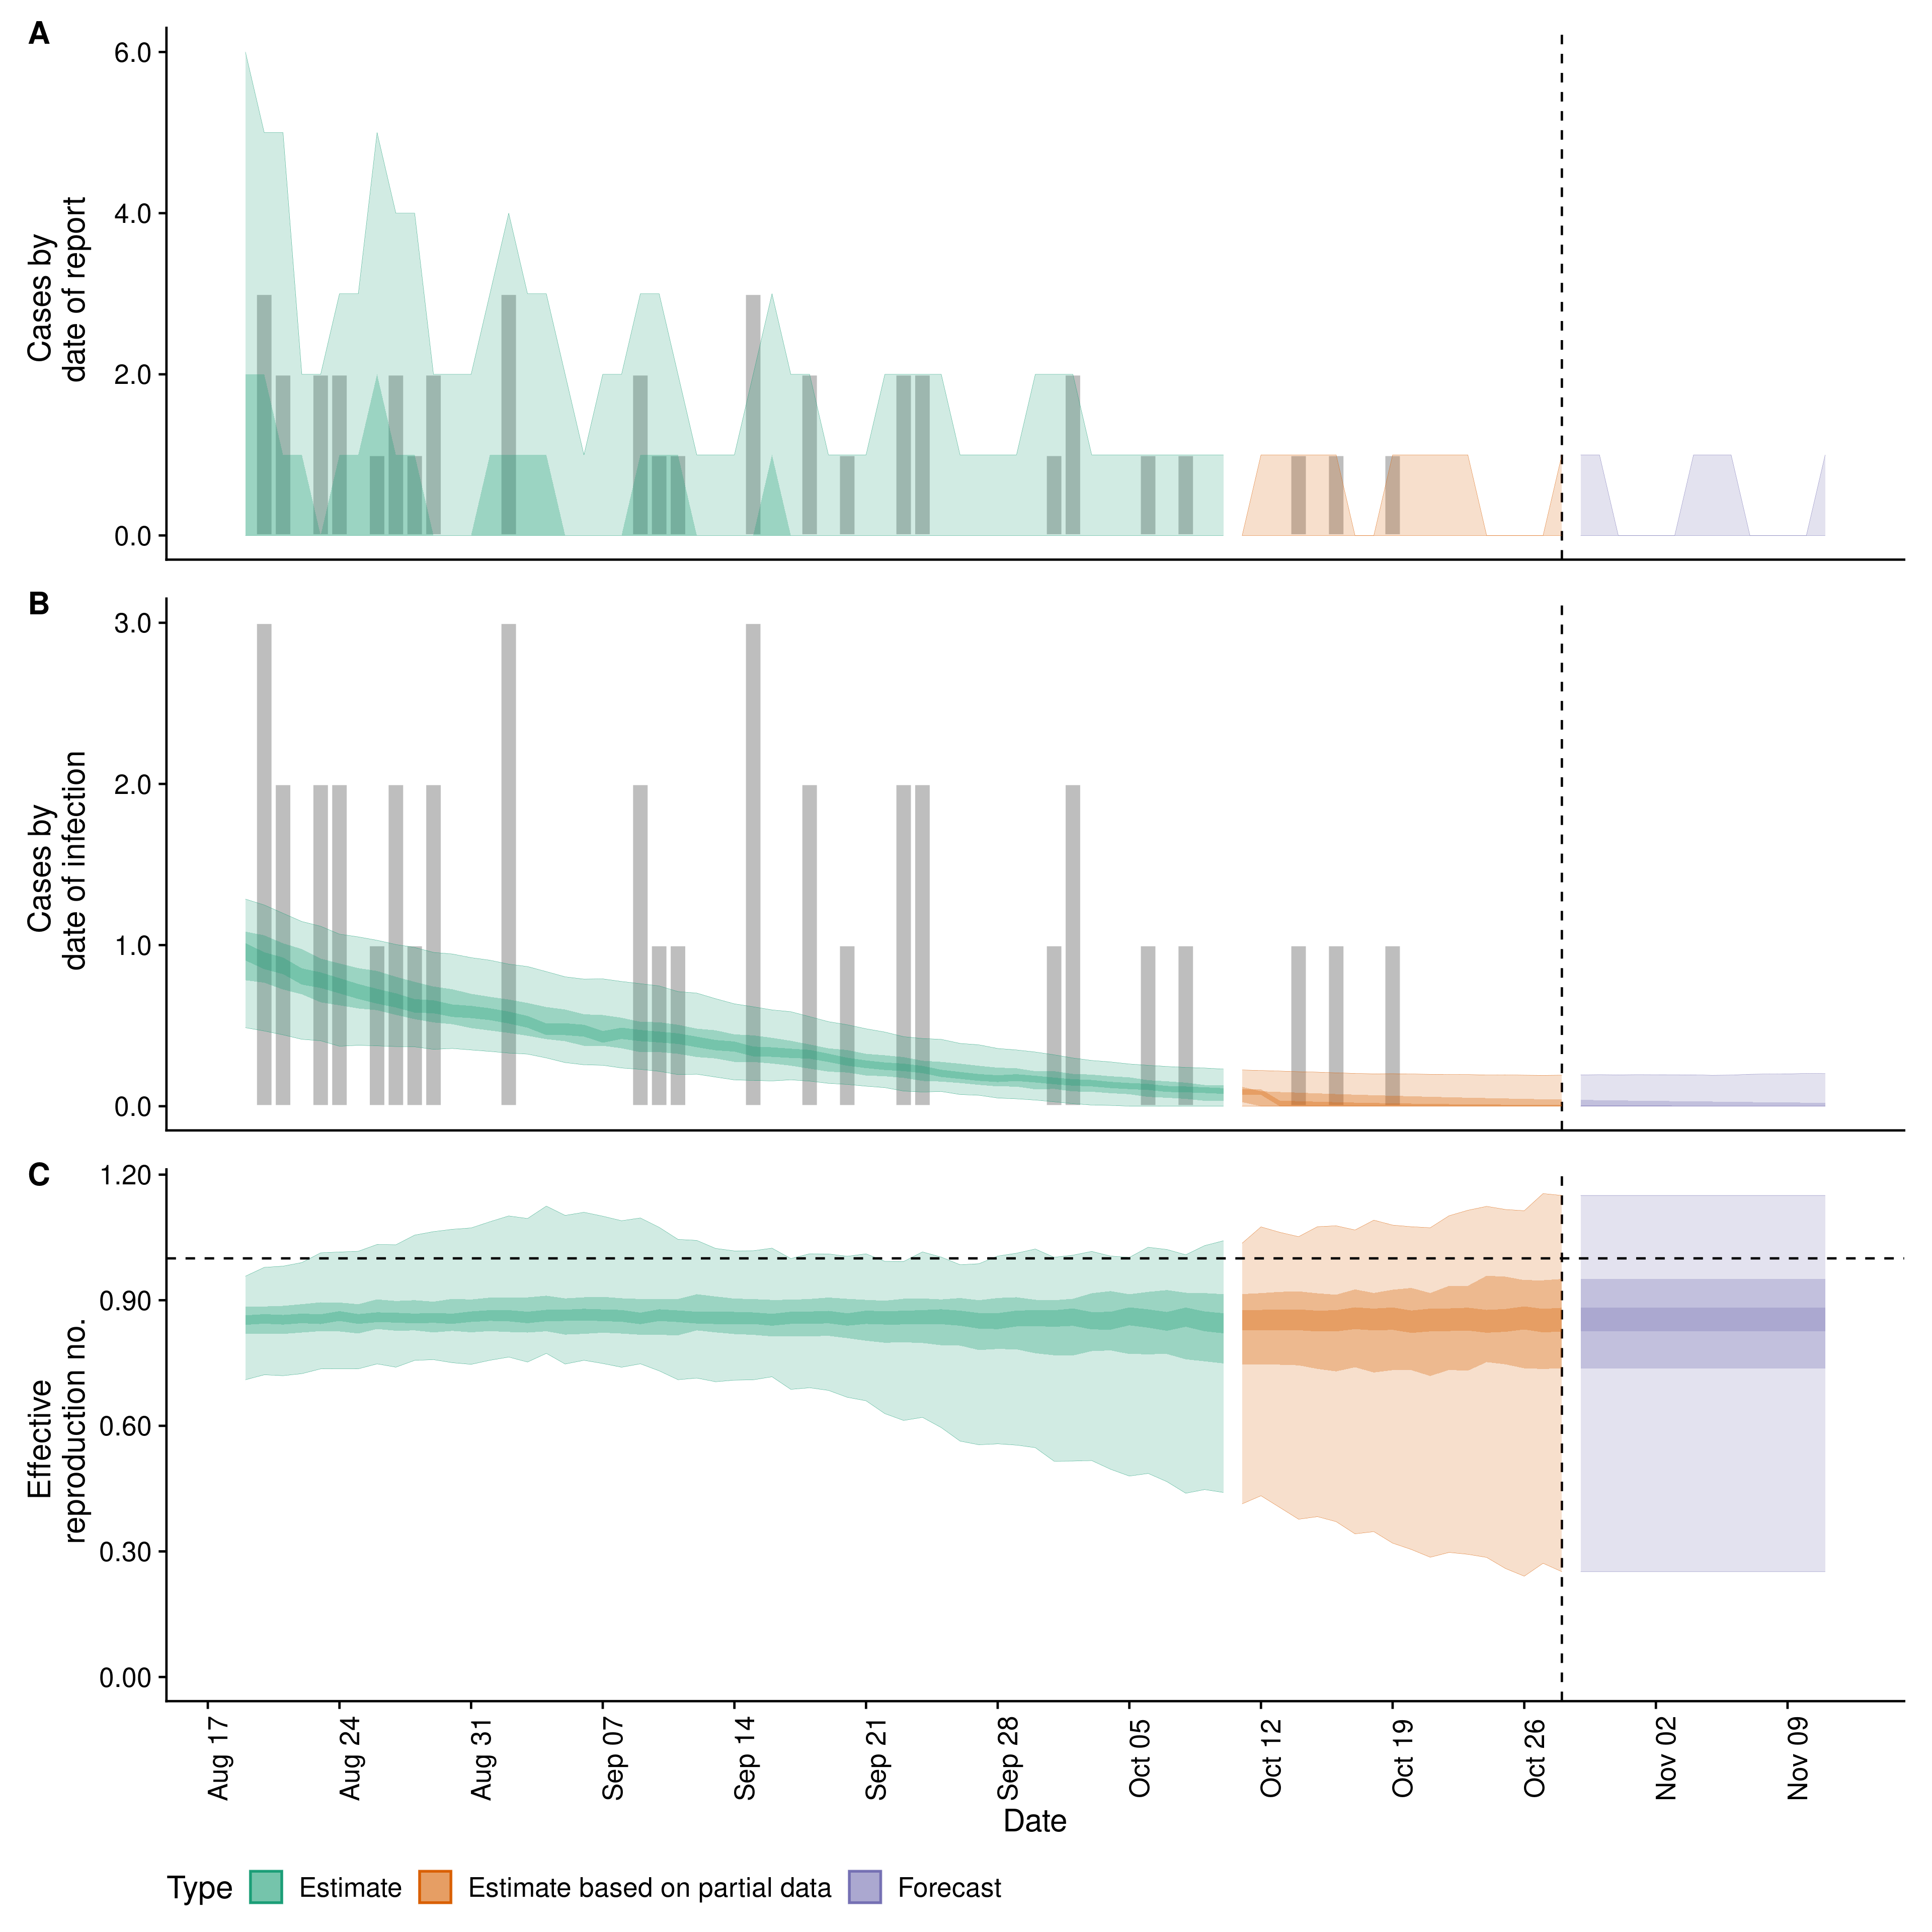 A
Cases by
date of report
6.0
4.0
2.0
0.0
B
Cases by
date of infection
3.0
2.0
1.0
0.0
C
Effective
reproduction no.
1.20
0.90
0.60
0.30
0.00
Aug 17
Aug 24
Aug 31
Sep 07
Sep 14
Sep 21
Sep 28
Oct 05
Oct 12
Oct 19
Oct 26
Nov 02
Nov 09
Date
Type Estimate Estimate based on partial data Forecast